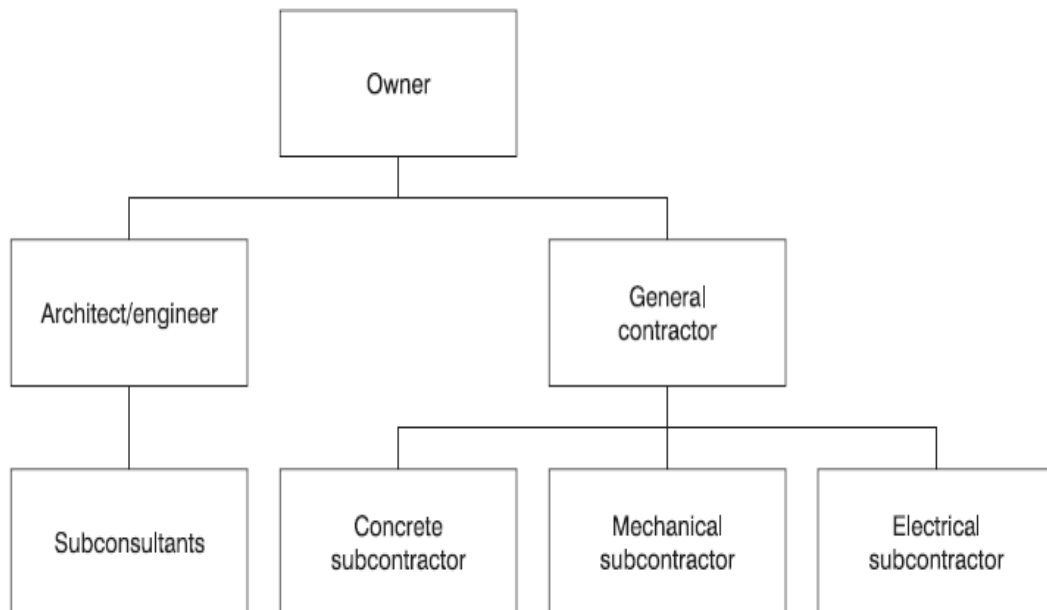 Owner
Architect/engineer
General
contractor
Subconsultants
Concrete
subcontractor
Mechanical
subcontractor
Electrical
subcontractor